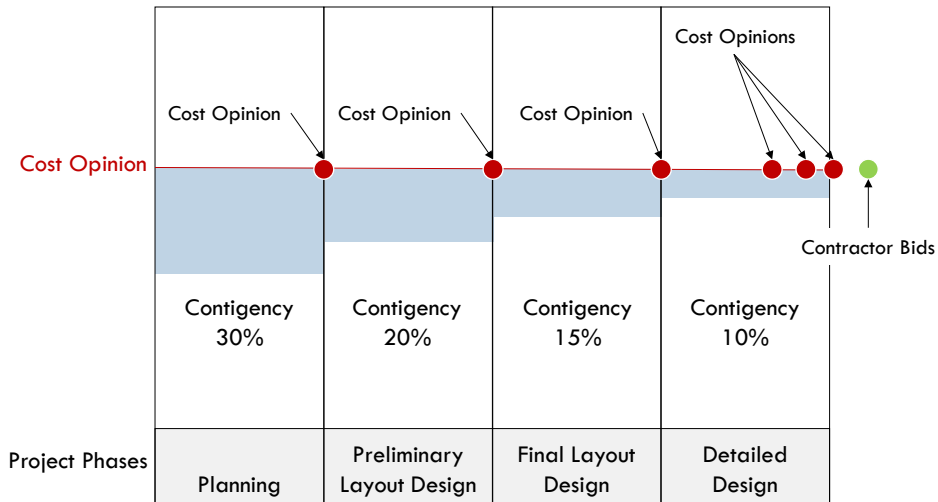 Cost Opinions
Cost Opinion
Cost Opinion
Cost Opinion
Cost Opinion
Contractor Bids
Contigency
30%
Contigency
20%
Contigency
15%
Contigency
10%
Project Phases
Planning
Preliminary
Layout Design
Final Layout
Design
Detailed
Design